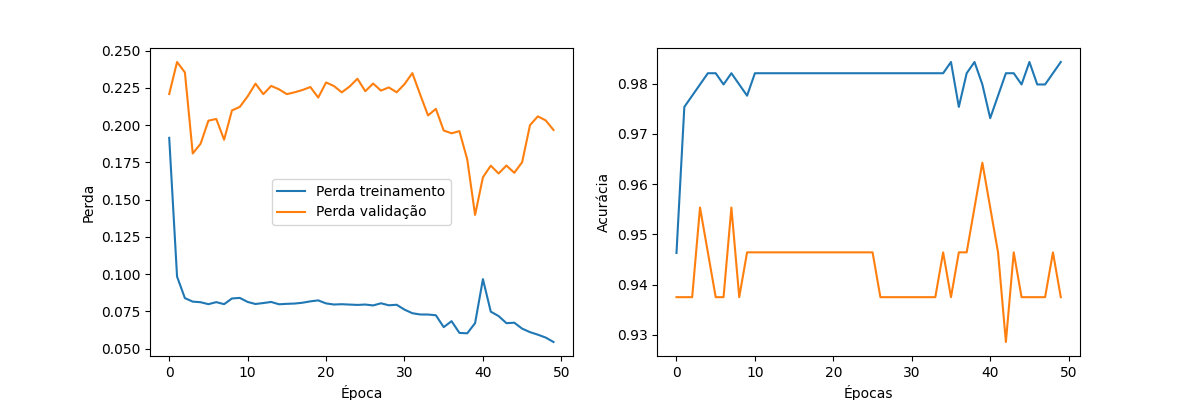 0.250
0.225
0.200
0.175
0.150
0.125
0.100
0.075
0.050
Perda
Perda treinamento
Perda validação
0 10 20 30 40 50
Época
0.98
0.97
0.96
0.95
0.94
0.93
Acurácia
0 10 20 30 40 50
Épocas